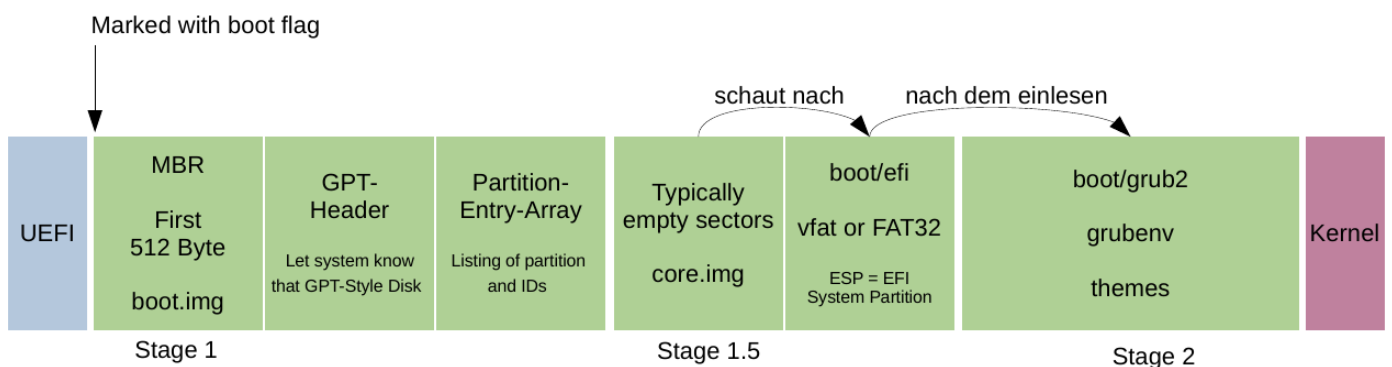 Marked with boot flag
schaut nach
nach dem einlesen
UEFI
MBR
First
512 Byte
boot.img
GPT-
Header
Let system know
that GPT-Style Disk
Partition-
Entry-Array
Listing of partition
and IDs
Typically
empty sectors
core.img
boot/efi
vfat or FAT32
ESP = EFI
System Partition
boot/grub2
grubenv
themes
Kernel
Stage 1
Stage 1.5
Stage 2